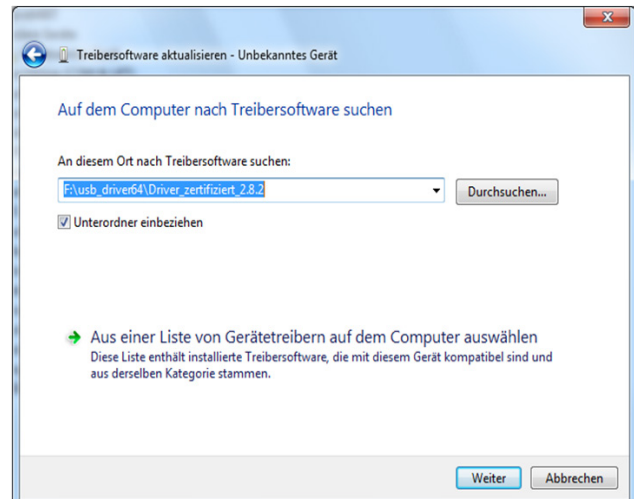 Treibersoftware aktualisieren - Unbekanntes Gerät
Auf dem Computer nach Treibersoftware suchen
An diesem Ort nach Treibersoftware suchen:
F:\usb_driver64\Driver_zertifiziert_2.8.2
Durchsuchen...
Unterordner einbeziehen
Aus einer Liste von Gerätetreibern auf dem Computer auswählen
Diese Liste enthält installierte Treibersoftware, die mit diesem Gerät kompatibel sind und
aus derselben Kategorie stammen.
Weiter
Abbrechen